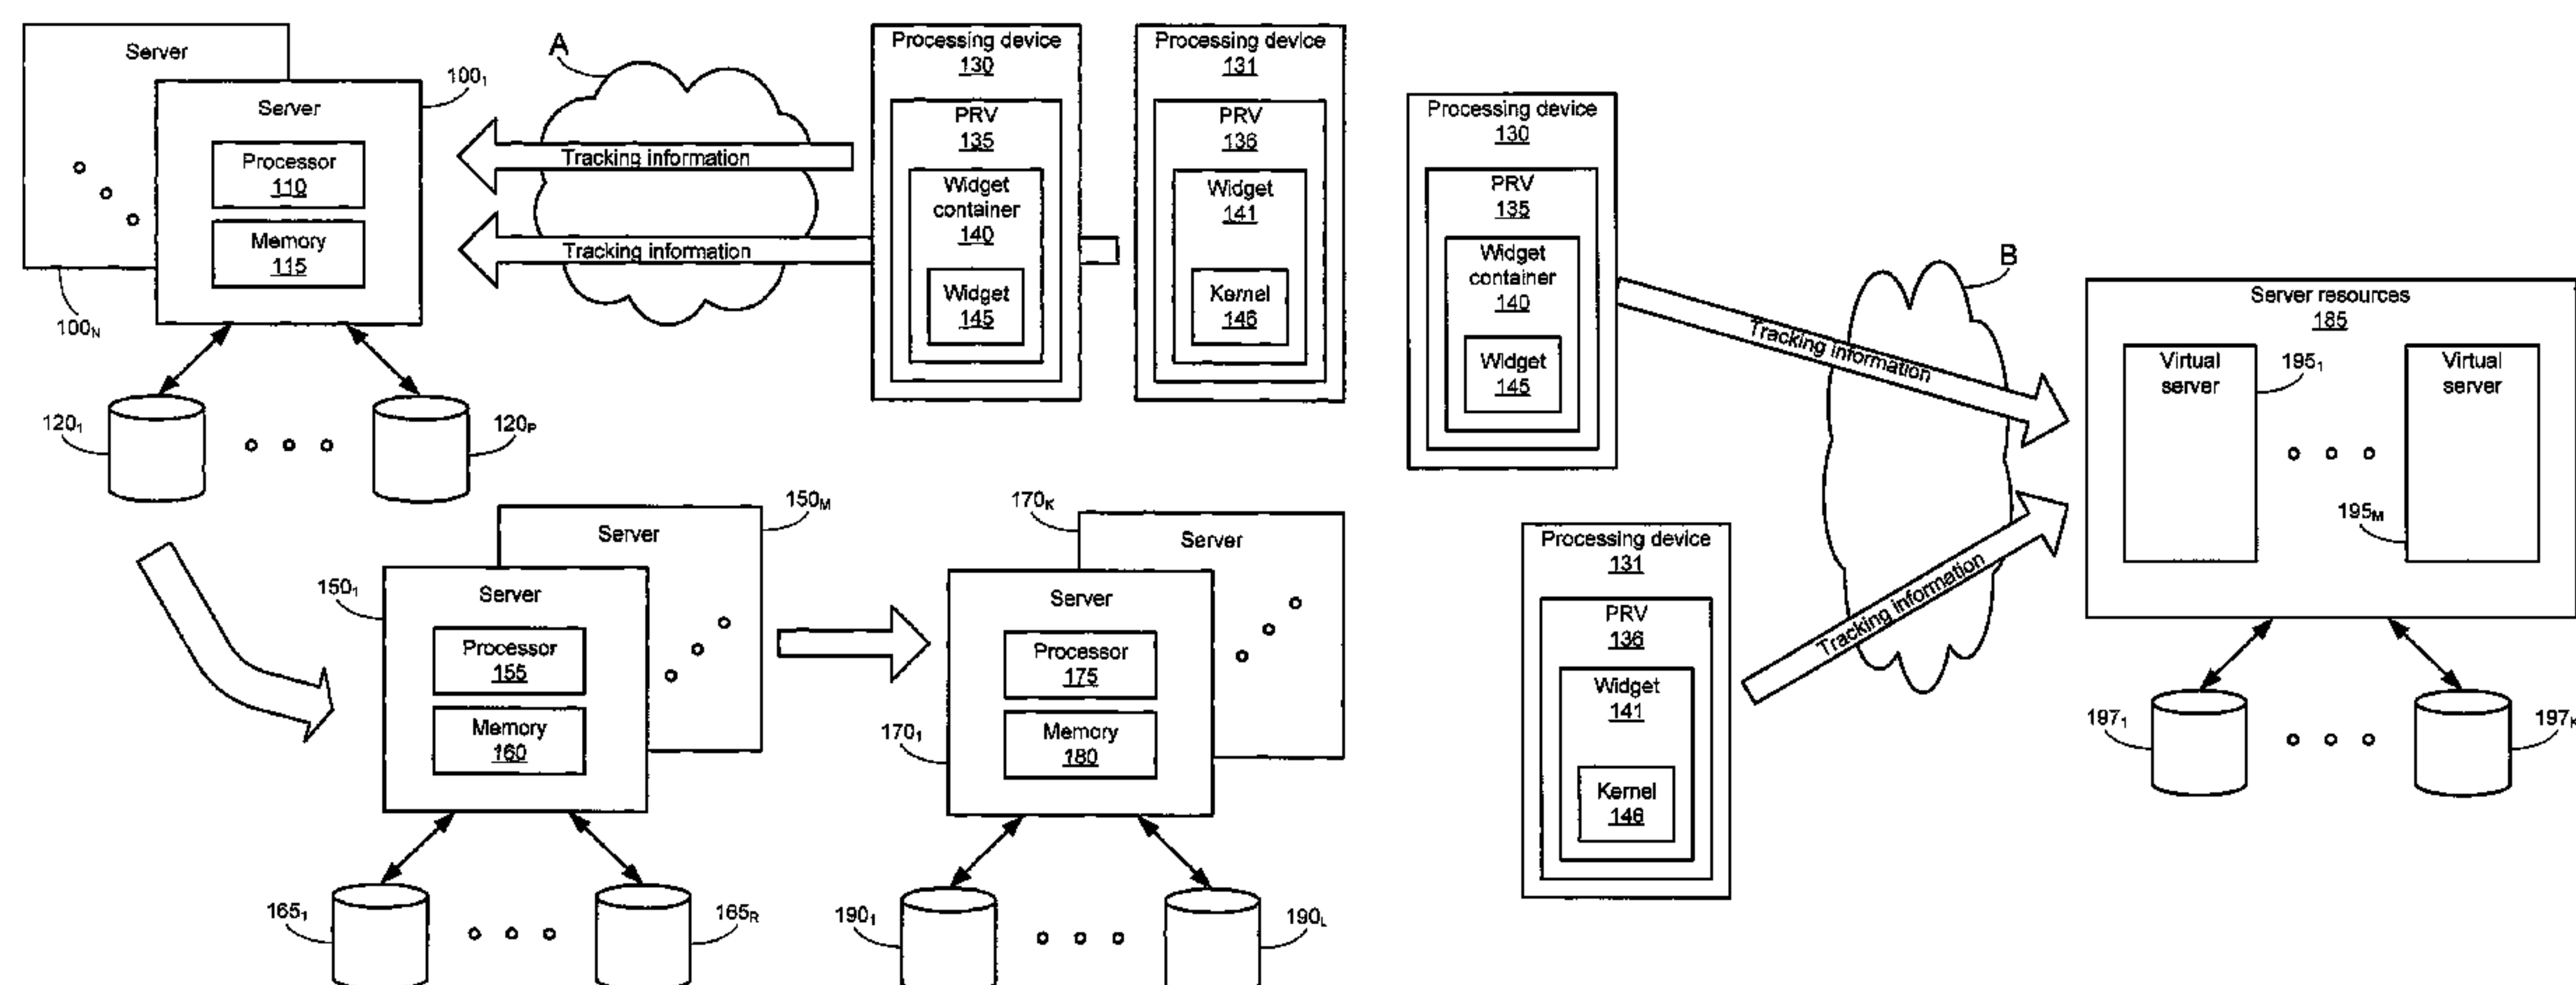 Server
Server
100₁
Processor
110
Memory
115
100N
120₁
120P
A
Tracking information
Tracking information
Processing device
130
PRV
135
Widget
container
140
Widget
145
Processing device
131
PRV
136
Widget
141
Kernel
146
Server
150M
150₁
Server
Processor
155
Memory
160
165₁
165R
170K
Server
Server
Processor
175
170₁
Memory
180
190₁
190L
Processing device
130
PRV
135
Widget
container
140
Widget
145
Tracking information
B
Processing device
131
PRV
136
Widget
141
Kernel
146
Tracking information
Server resources
185
Virtual
server
195₁
Virtual
server
195M
197₁
197K